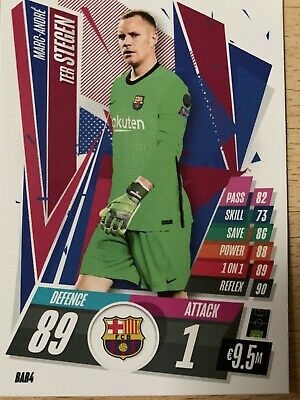 MARC-ANDRÉ
TER STEGEN
Rakuten
PASS 82
SKILL 73
SAVE 86
POWER 88
1 ON 1 89
REFLEX 90
DEFENCE
89
FCB
ATTACK
1
€9.5M
BAR4